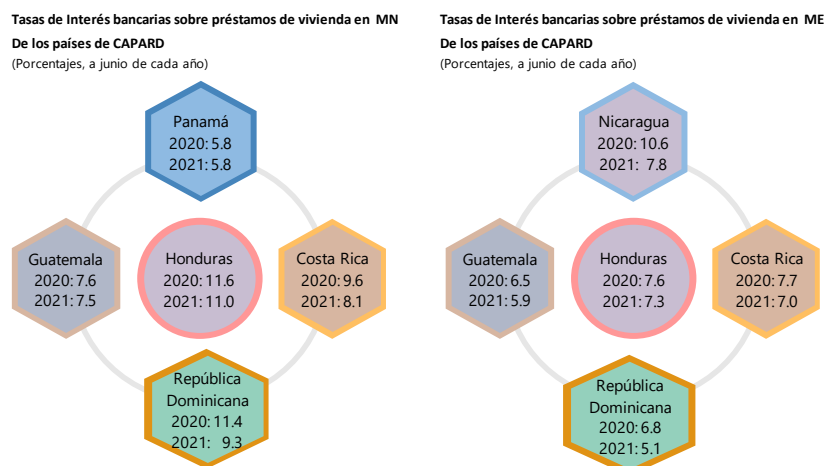 Tasas de Interés bancarias sobre préstamos de vivienda en MN
De los países de CAPARD
(Porcentajes, a junio de cada año)
Panamá
2020: 5.8
2021: 5.8
Guatemala
2020: 7.6
2021: 7.5
Honduras
2020: 11.6
2021: 11.0
Costa Rica
2020: 9.6
2021: 8.1
República
Dominicana
2020: 11.4
2021: 9.3
Tasas de Interés bancarias sobre préstamos de vivienda en ME
De los países de CAPARD
(Porcentajes, a junio de cada año)
Nicaragua
2020: 10.6
2021: 7.8
Guatemala
2020: 6.5
2021: 5.9
Honduras
2020: 7.6
2021: 7.3
Costa Rica
2020: 7.7
2021: 7.0
República
Dominicana
2020: 6.8
2021: 5.1